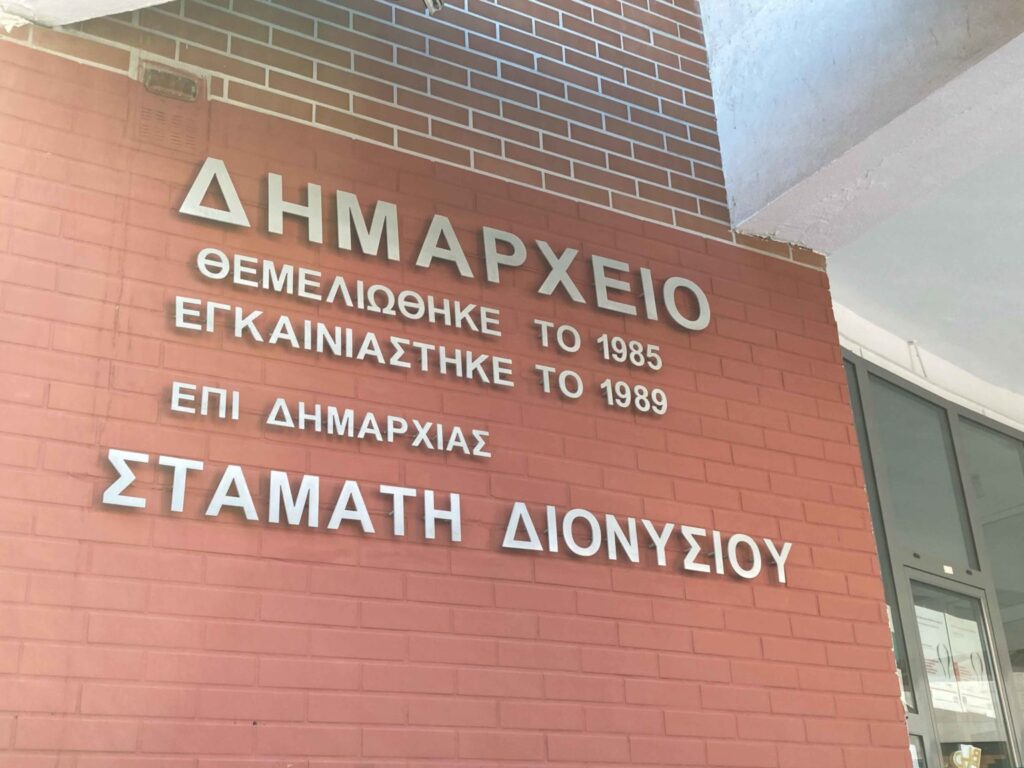 ΔΗΜΑΡΧΕΙΟ
ΘΕΜΕΛΙΩΘΗΚΕ ΤΟ 1985
ΕΓΚΑΙΝΙΑΣΤΗΚΕ ΤΟ 1989
ΕΠΙ ΔΗΜΑΡΧΙΑΣ
ΣΤΑΜΑΤΗ ΔΙΟΝΥΣΙΟΥ